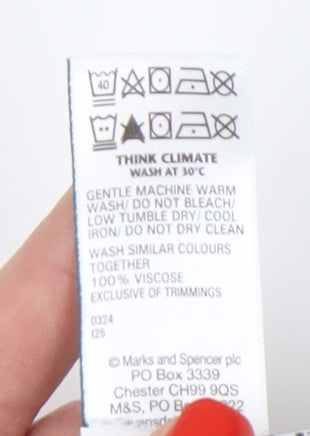 40
THINK CLIMATE
WASH AT 30°C
GENTLE MACHINE WARM
WASH/ DO NOT BLEACH/
LOW TUMBLE DRY/ COOL
IRON/ DO NOT DRY CLEAN
WASH SIMILAR COLOURS
TOGETHER
100% VISCOSE
EXCLUSIVE OF TRIMMINGS
0324
I25
© Marks and Spencer plc
PO Box 3339
Chester CH99 9QS
M&S, PO